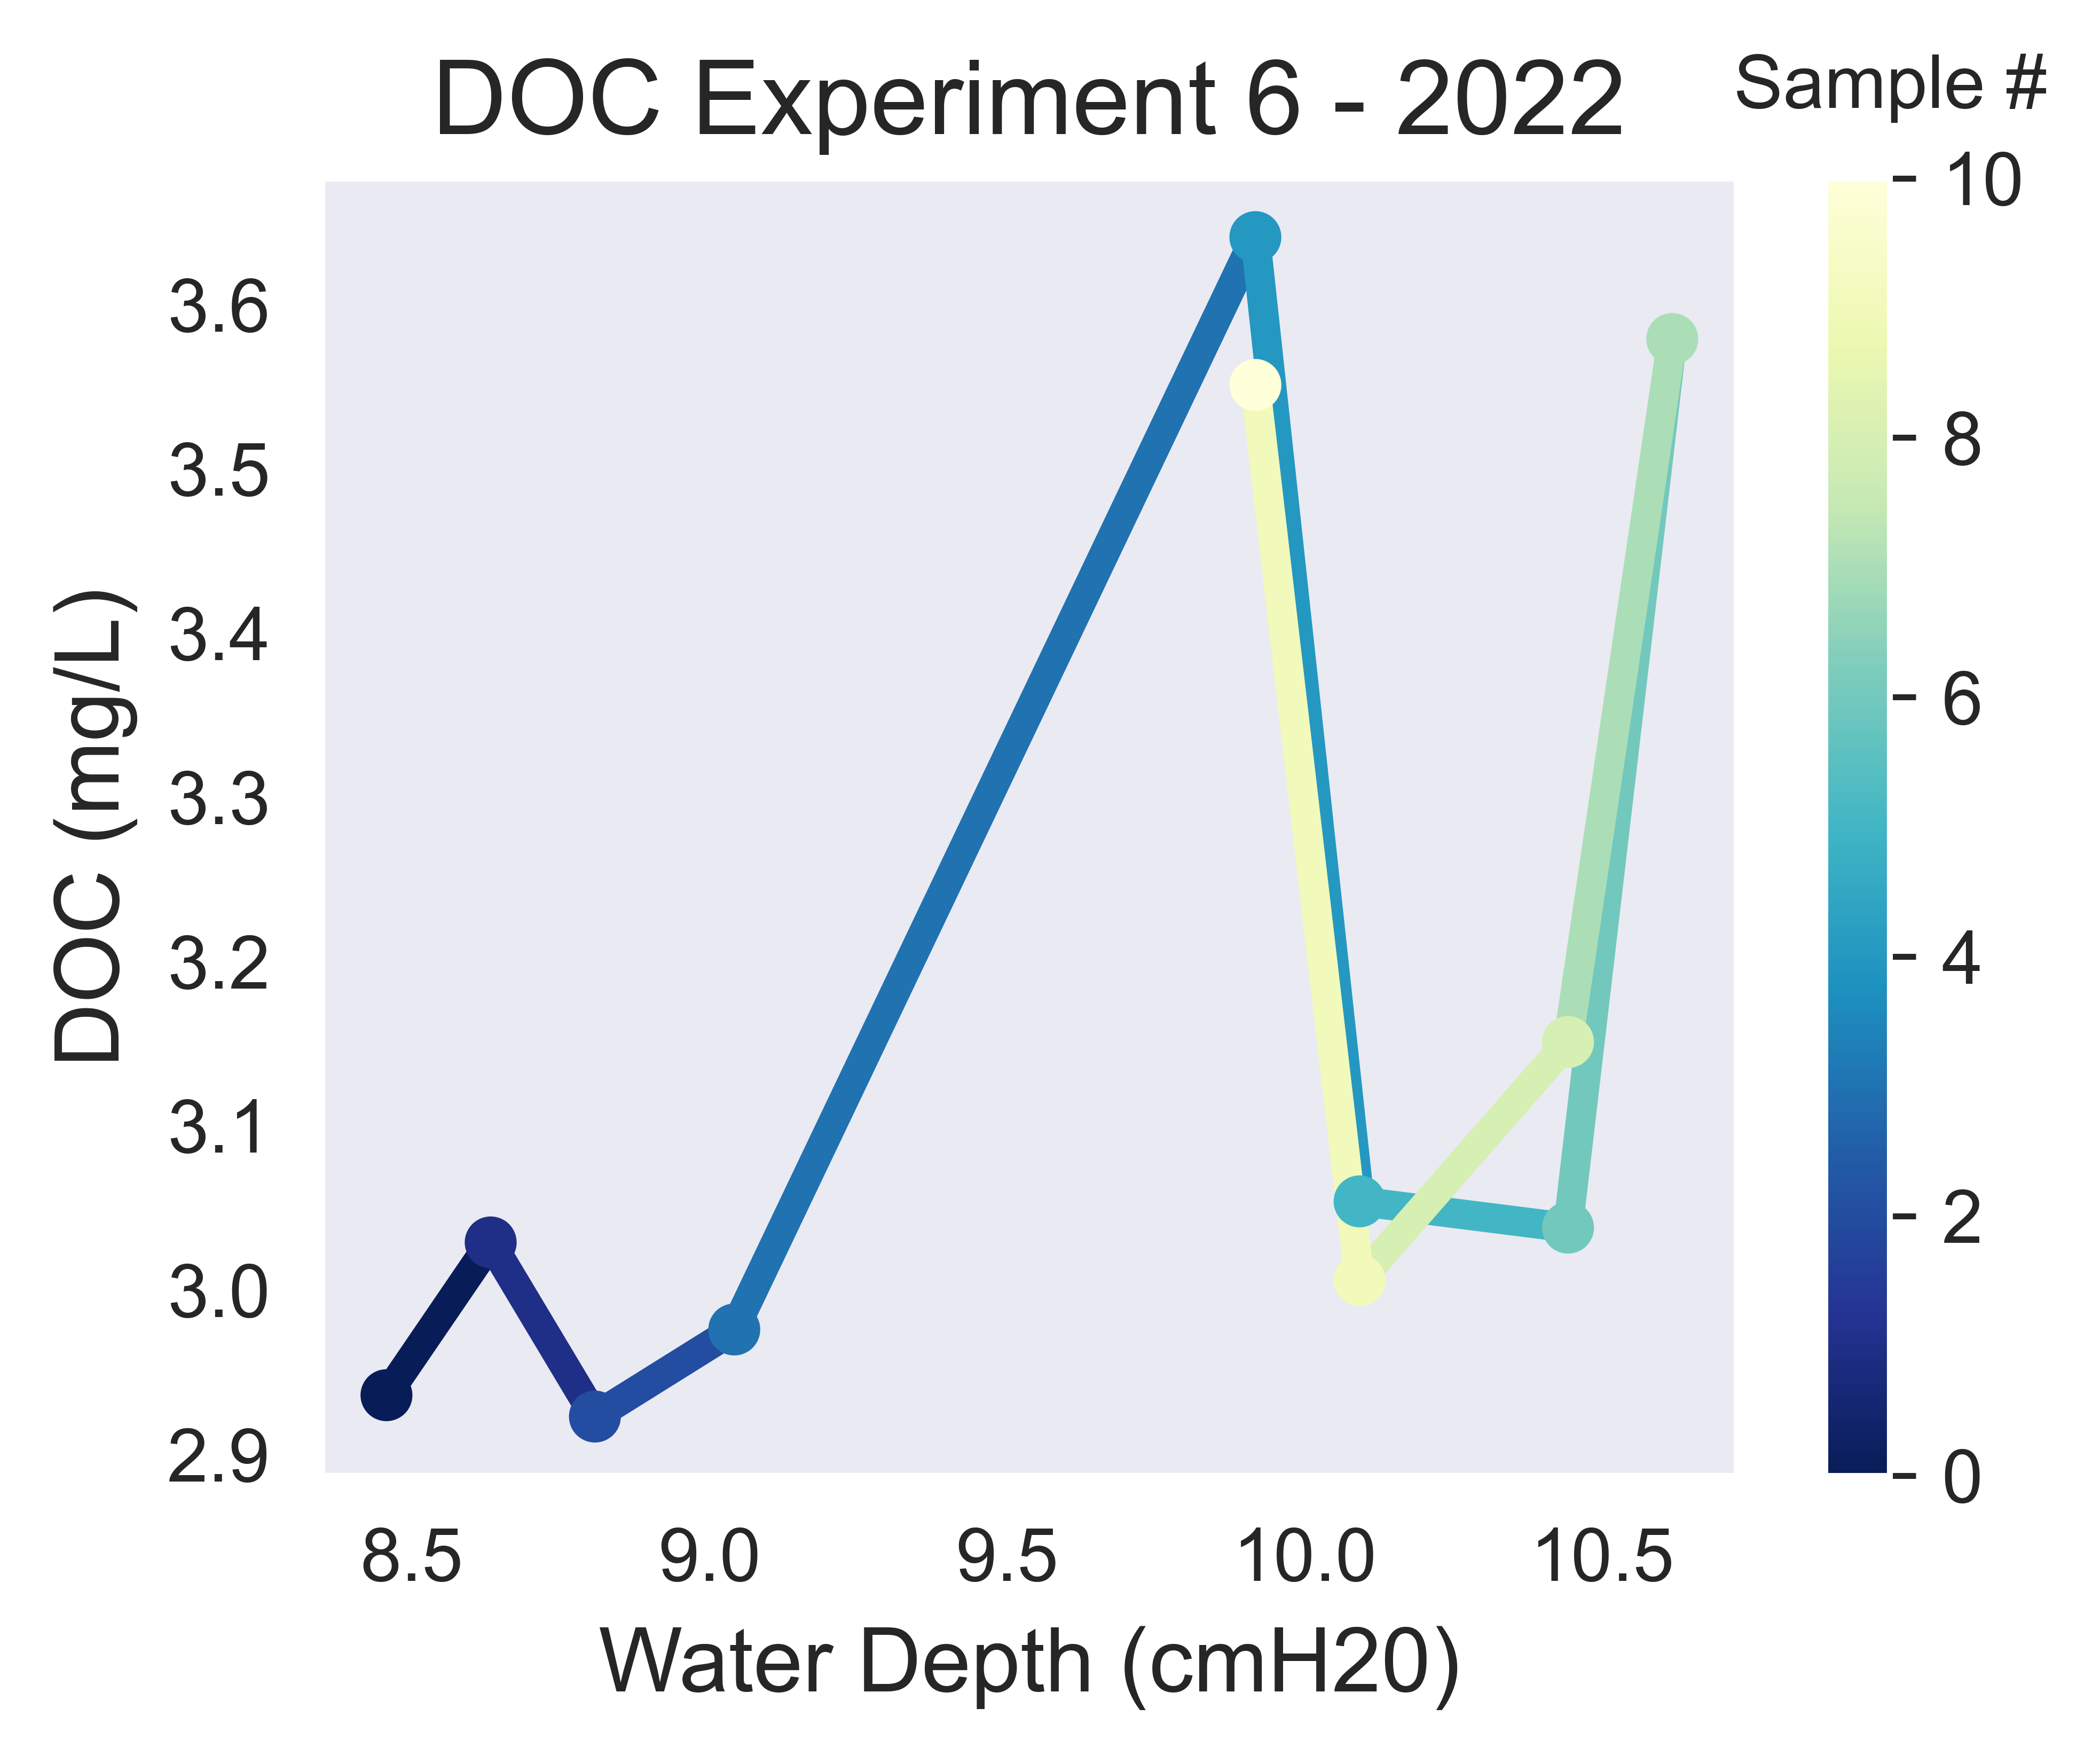 DOC Experiment 6 - 2022
Sample #
DOC (mg/L)
3.6
3.5
3.4
3.3
3.2
3.1
3.0
2.9
8.5 9.0 9.5 10.0 10.5
Water Depth (cmH20)
10
8
6
4
2
0